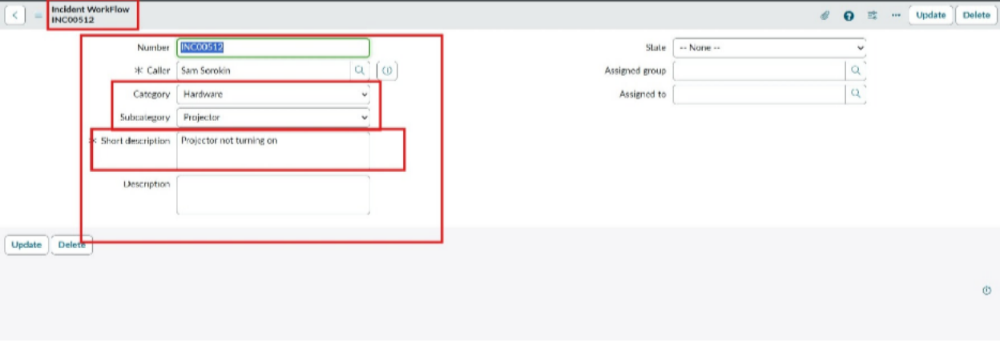 Incident WorkFlow
INC00512
Update Delete
Number INC00512
Caller Sam Sorokin
Category Hardware
Subcategory Projector
Short description Projector not turning on
Description
State -- None --
Assigned group
Assigned to
Update Delete